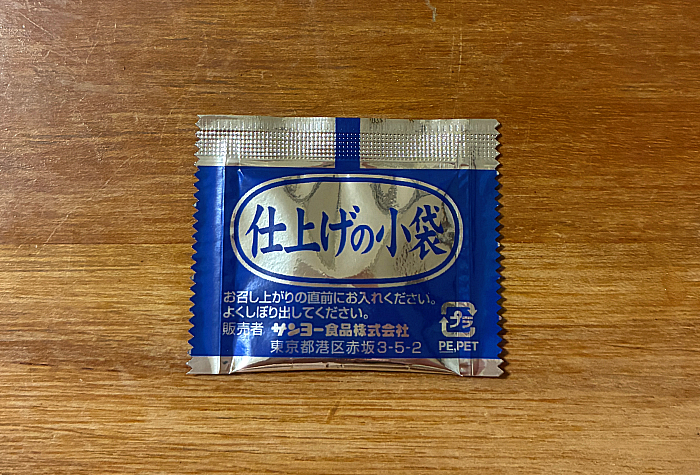 仕上げの小袋
お召し上がりの直前にお入れください。
よくしぼり出してください。
販売者 サンヨー食品株式会社
東京都港区赤坂3-5-2
プラ
PE,PET